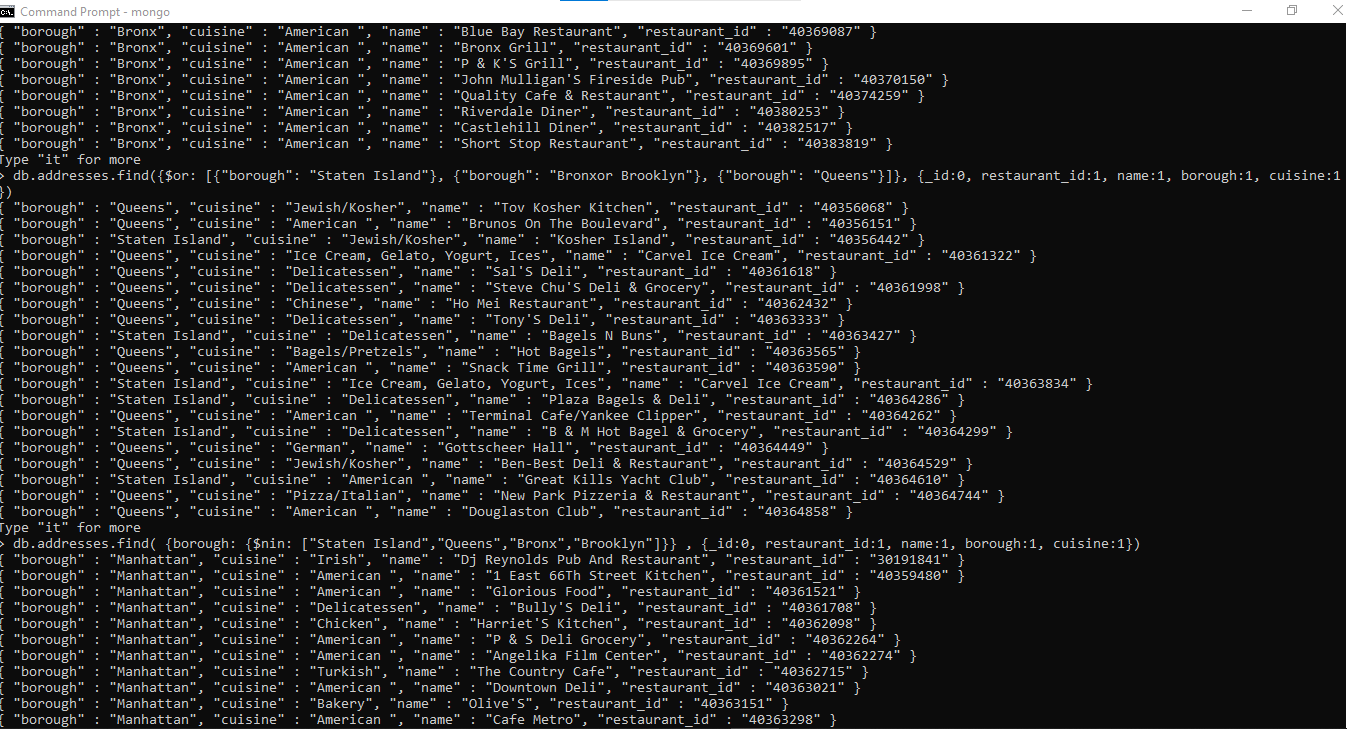 Command Prompt - mongo
{ "borough" : "Bronx", "cuisine" : "American ", "name" : "Blue Bay Restaurant", "restaurant_id" : "40369087" }
{ "borough" : "Bronx", "cuisine" : "American ", "name" : "Bronx Grill", "restaurant_id" : "40369601" }
{ "borough" : "Bronx", "cuisine" : "American ", "name" : "P & K'S Grill", "restaurant_id" : "40369895" }
{ "borough" : "Bronx", "cuisine" : "American ", "name" : "John Mulligan'S Fireside Pub", "restaurant_id" : "40370150" }
{ "borough" : "Bronx", "cuisine" : "American ", "name" : "Quality Cafe & Restaurant", "restaurant_id" : "40374259" }
{ "borough" : "Bronx", "cuisine" : "American ", "name" : "Riverdale Diner", "restaurant_id" : "40380253" }
{ "borough" : "Bronx", "cuisine" : "American ", "name" : "Castlehill Diner", "restaurant_id" : "40382517" }
{ "borough" : "Bronx", "cuisine" : "American ", "name" : "Short Stop Restaurant", "restaurant_id" : "40383819" }
Type "it" for more
> db.addresses.find({$or: [{"borough": "Staten Island"}, {"borough": "Bronxor Brooklyn"}, {"borough": "Queens"}]}, {_id:0, restaurant_id:1, name:1, borough:1, cuisine:1
})
{ "borough" : "Queens", "cuisine" : "Jewish/Kosher", "name" : "Tov Kosher Kitchen", "restaurant_id" : "40356068" }
{ "borough" : "Queens", "cuisine" : "American ", "name" : "Brunos On The Boulevard", "restaurant_id" : "40356151" }
{ "borough" : "Staten Island", "cuisine" : "Jewish/Kosher", "name" : "Kosher Island", "restaurant_id" : "40356442" }
{ "borough" : "Queens", "cuisine" : "Ice Cream, Gelato, Yogurt, Ices", "name" : "Carvel Ice Cream", "restaurant_id" : "40361322" }
{ "borough" : "Queens", "cuisine" : "Delicatessen", "name" : "Sal'S Deli", "restaurant_id" : "40361618" }
{ "borough" : "Queens", "cuisine" : "Delicatessen", "name" : "Steve Chu'S Deli & Grocery", "restaurant_id" : "40361998" }
{ "borough" : "Queens", "cuisine" : "Chinese", "name" : "Ho Mei Restaurant", "restaurant_id" : "40362432" }
{ "borough" : "Queens", "cuisine" : "Delicatessen", "name" : "Tony'S Deli", "restaurant_id" : "40363333" }
{ "borough" : "Staten Island", "cuisine" : "Delicatessen", "name" : "Bagels N Buns", "restaurant_id" : "40363427" }
{ "borough" : "Queens", "cuisine" : "Bagels/Pretzels", "name" : "Hot Bagels", "restaurant_id" : "40363565" }
{ "borough" : "Queens", "cuisine" : "American ", "name" : "Snack Time Grill", "restaurant_id" : "40363590" }
{ "borough" : "Staten Island", "cuisine" : "Ice Cream, Gelato, Yogurt, Ices", "name" : "Carvel Ice Cream", "restaurant_id" : "40363834" }
{ "borough" : "Staten Island", "cuisine" : "Delicatessen", "name" : "Plaza Bagels & Deli", "restaurant_id" : "40364286" }
{ "borough" : "Queens", "cuisine" : "American ", "name" : "Terminal Cafe/Yankee Clipper", "restaurant_id" : "40364262" }
{ "borough" : "Staten Island", "cuisine" : "Delicatessen", "name" : "B & M Hot Bagel & Grocery", "restaurant_id" : "40364299" }
{ "borough" : "Queens", "cuisine" : "German", "name" : "Gottscheer Hall", "restaurant_id" : "40364449" }
{ "borough" : "Queens", "cuisine" : "Jewish/Kosher", "name" : "Ben-Best Deli & Restaurant", "restaurant_id" : "40364529" }
{ "borough" : "Staten Island", "cuisine" : "American ", "name" : "Great Kills Yacht Club", "restaurant_id" : "40364610" }
{ "borough" : "Queens", "cuisine" : "Pizza/Italian", "name" : "New Park Pizzeria & Restaurant", "restaurant_id" : "40364744" }
{ "borough" : "Queens", "cuisine" : "American ", "name" : "Douglaston Club", "restaurant_id" : "40364858" }
Type "it" for more
> db.addresses.find( {borough: {$nin: ["Staten Island","Queens","Bronx","Brooklyn"]}} , {_id:0, restaurant_id:1, name:1, borough:1, cuisine:1})
{ "borough" : "Manhattan", "cuisine" : "Irish", "name" : "Dj Reynolds Pub And Restaurant", "restaurant_id" : "30191841" }
{ "borough" : "Manhattan", "cuisine" : "American ", "name" : "1 East 66Th Street Kitchen", "restaurant_id" : "40359480" }
{ "borough" : "Manhattan", "cuisine" : "American ", "name" : "Glorious Food", "restaurant_id" : "40361521" }
{ "borough" : "Manhattan", "cuisine" : "Delicatessen", "name" : "Bully'S Deli", "restaurant_id" : "40361708" }
{ "borough" : "Manhattan", "cuisine" : "Chicken", "name" : "Harriet'S Kitchen", "restaurant_id" : "40362098" }
{ "borough" : "Manhattan", "cuisine" : "American ", "name" : "P & S Deli Grocery", "restaurant_id" : "40362264" }
{ "borough" : "Manhattan", "cuisine" : "American ", "name" : "Angelika Film Center", "restaurant_id" : "40362274" }
{ "borough" : "Manhattan", "cuisine" : "Turkish", "name" : "The Country Cafe", "restaurant_id" : "40362715" }
{ "borough" : "Manhattan", "cuisine" : "American ", "name" : "Downtown Deli", "restaurant_id" : "40363021" }
{ "borough" : "Manhattan", "cuisine" : "Bakery", "name" : "Olive'S", "restaurant_id" : "40363151" }
{ "borough" : "Manhattan", "cuisine" : "American ", "name" : "Cafe Metro", "restaurant_id" : "40363298" }